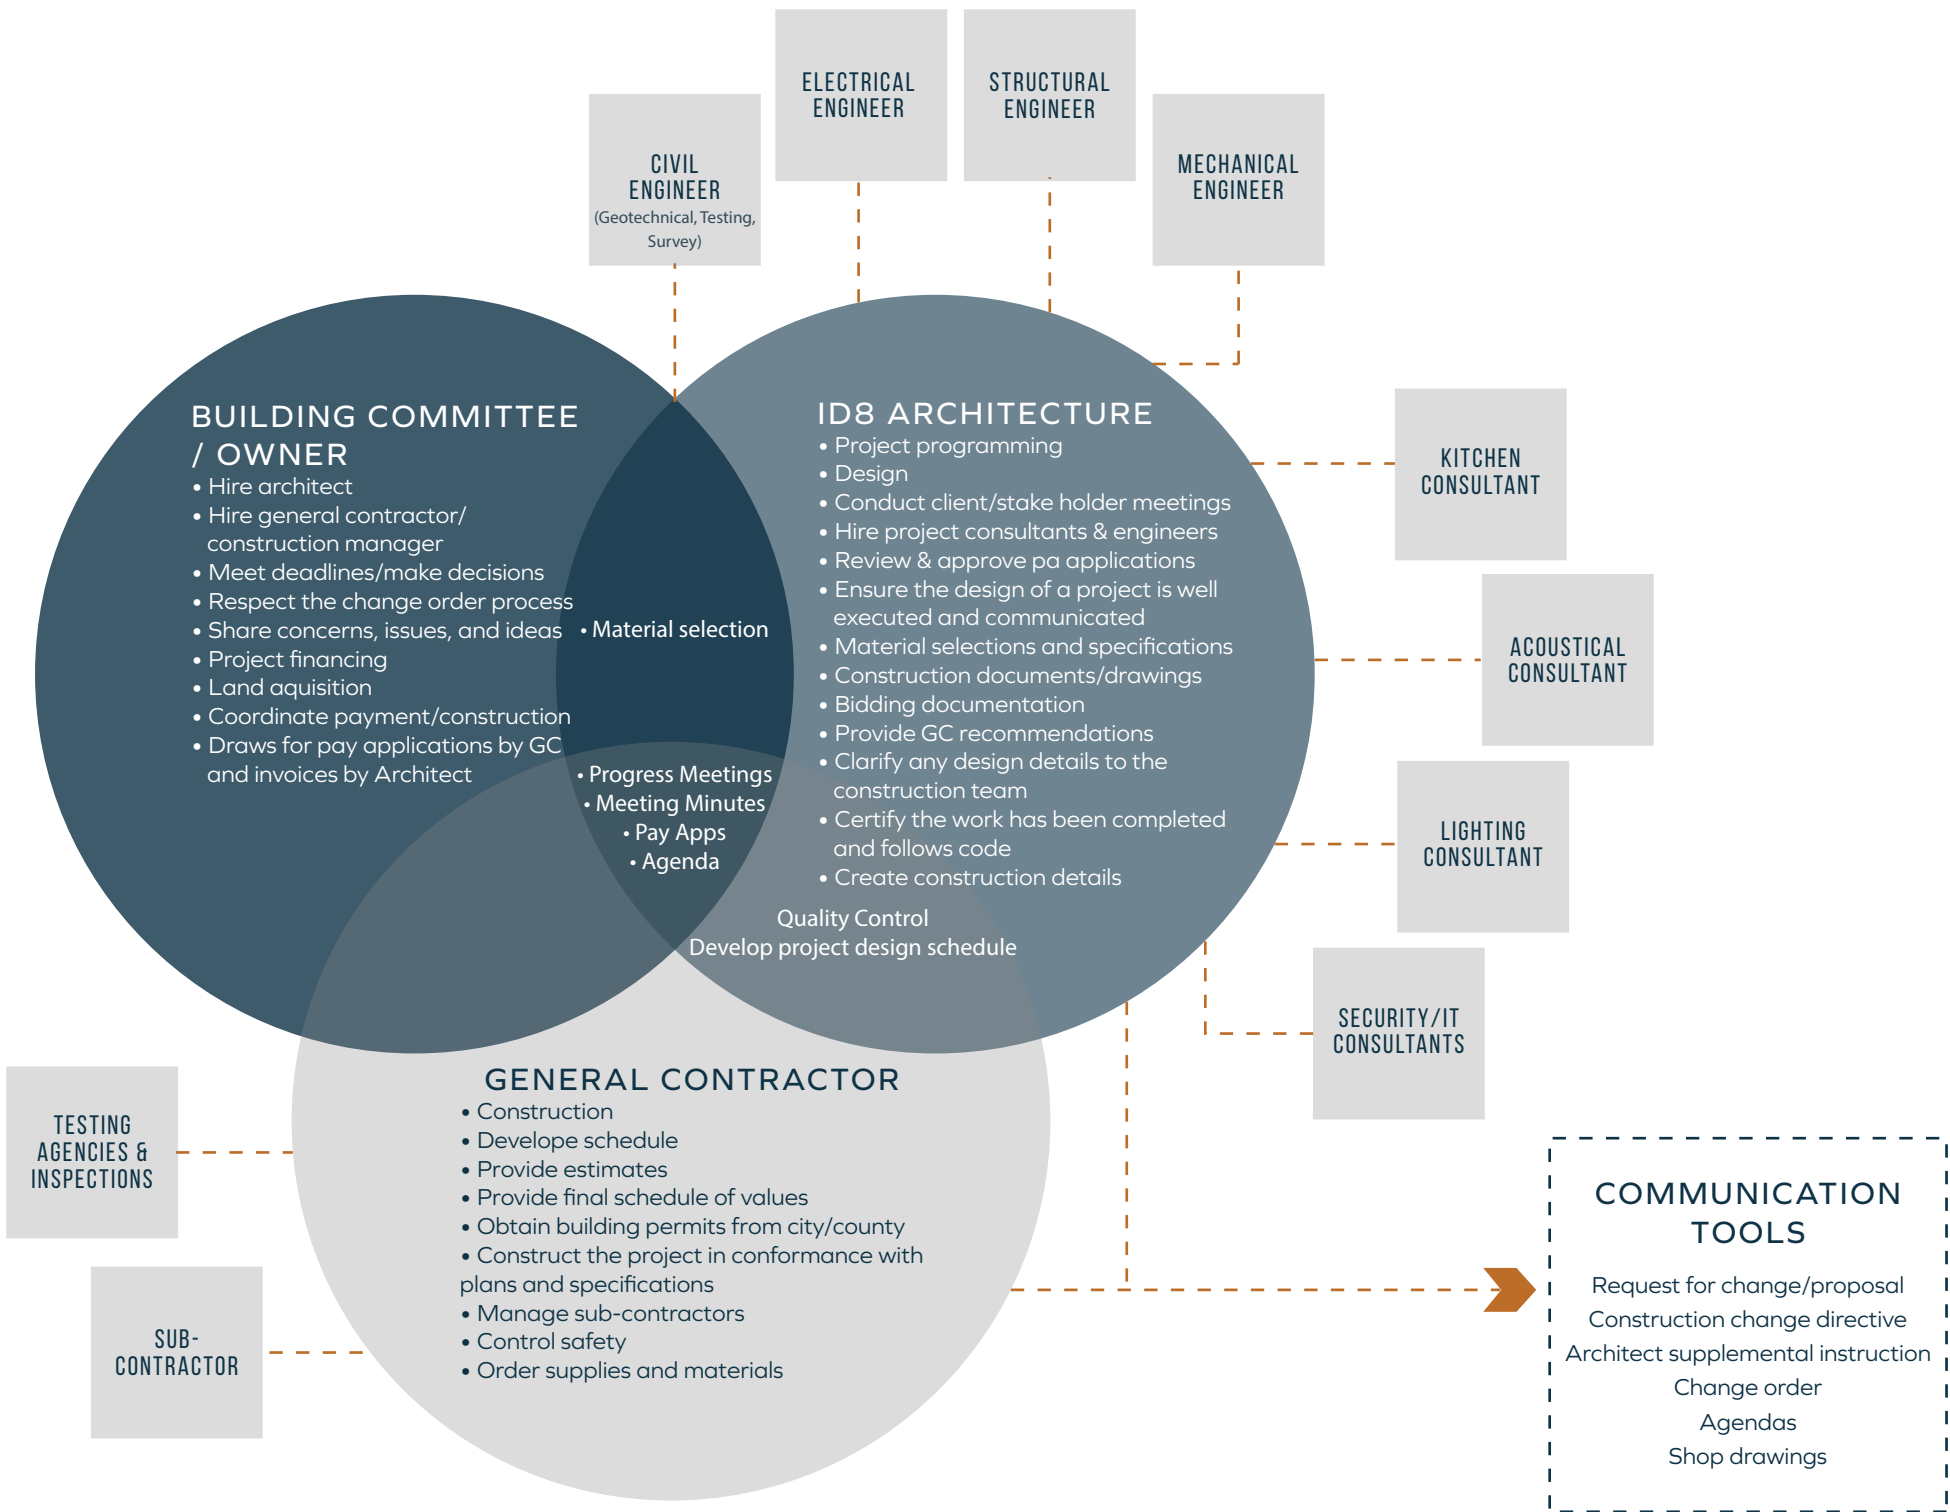 ELECTRICAL
ENGINEER
STRUCTURAL
ENGINEER
CIVIL
ENGINEER
(Geotechnical, Testing,
Survey)
MECHANICAL
ENGINEER
BUILDING COMMITTEE
/ OWNER
• Hire architect
• Hire general contractor/
construction manager
• Meet deadlines/make decisions
• Respect the change order process
• Share concerns, issues, and ideas
• Project financing
• Land aquisition
• Coordinate payment/construction
• Draws for pay applications by GC
and invoices by Architect
• Material selection
• Progress Meetings
• Meeting Minutes
• Pay Apps
• Agenda
ID8 ARCHITECTURE
• Project programming
• Design
• Conduct client/stake holder meetings
• Hire project consultants & engineers
• Review & approve pa applications
• Ensure the design of a project is well
executed and communicated
• Material selections and specifications
• Construction documents/drawings
• Bidding documentation
• Provide GC recommendations
• Clarify any design details to the
construction team
• Certify the work has been completed
and follows code
• Create construction details
Quality Control
Develop project design schedule
KITCHEN
CONSULTANT
ACOUSTICAL
CONSULTANT
LIGHTING
CONSULTANT
SECURITY/IT
CONSULTANTS
GENERAL CONTRACTOR
• Construction
• Develope schedule
• Provide estimates
• Provide final schedule of values
• Obtain building permits from city/county
• Construct the project in conformance with
plans and specifications
• Manage sub-contractors
• Control safety
• Order supplies and materials
TESTING
AGENCIES &
INSPECTIONS
SUB-
CONTRACTOR
COMMUNICATION
TOOLS
Request for change/proposal
Construction change directive
Architect supplemental instruction
Change order
Agendas
Shop drawings